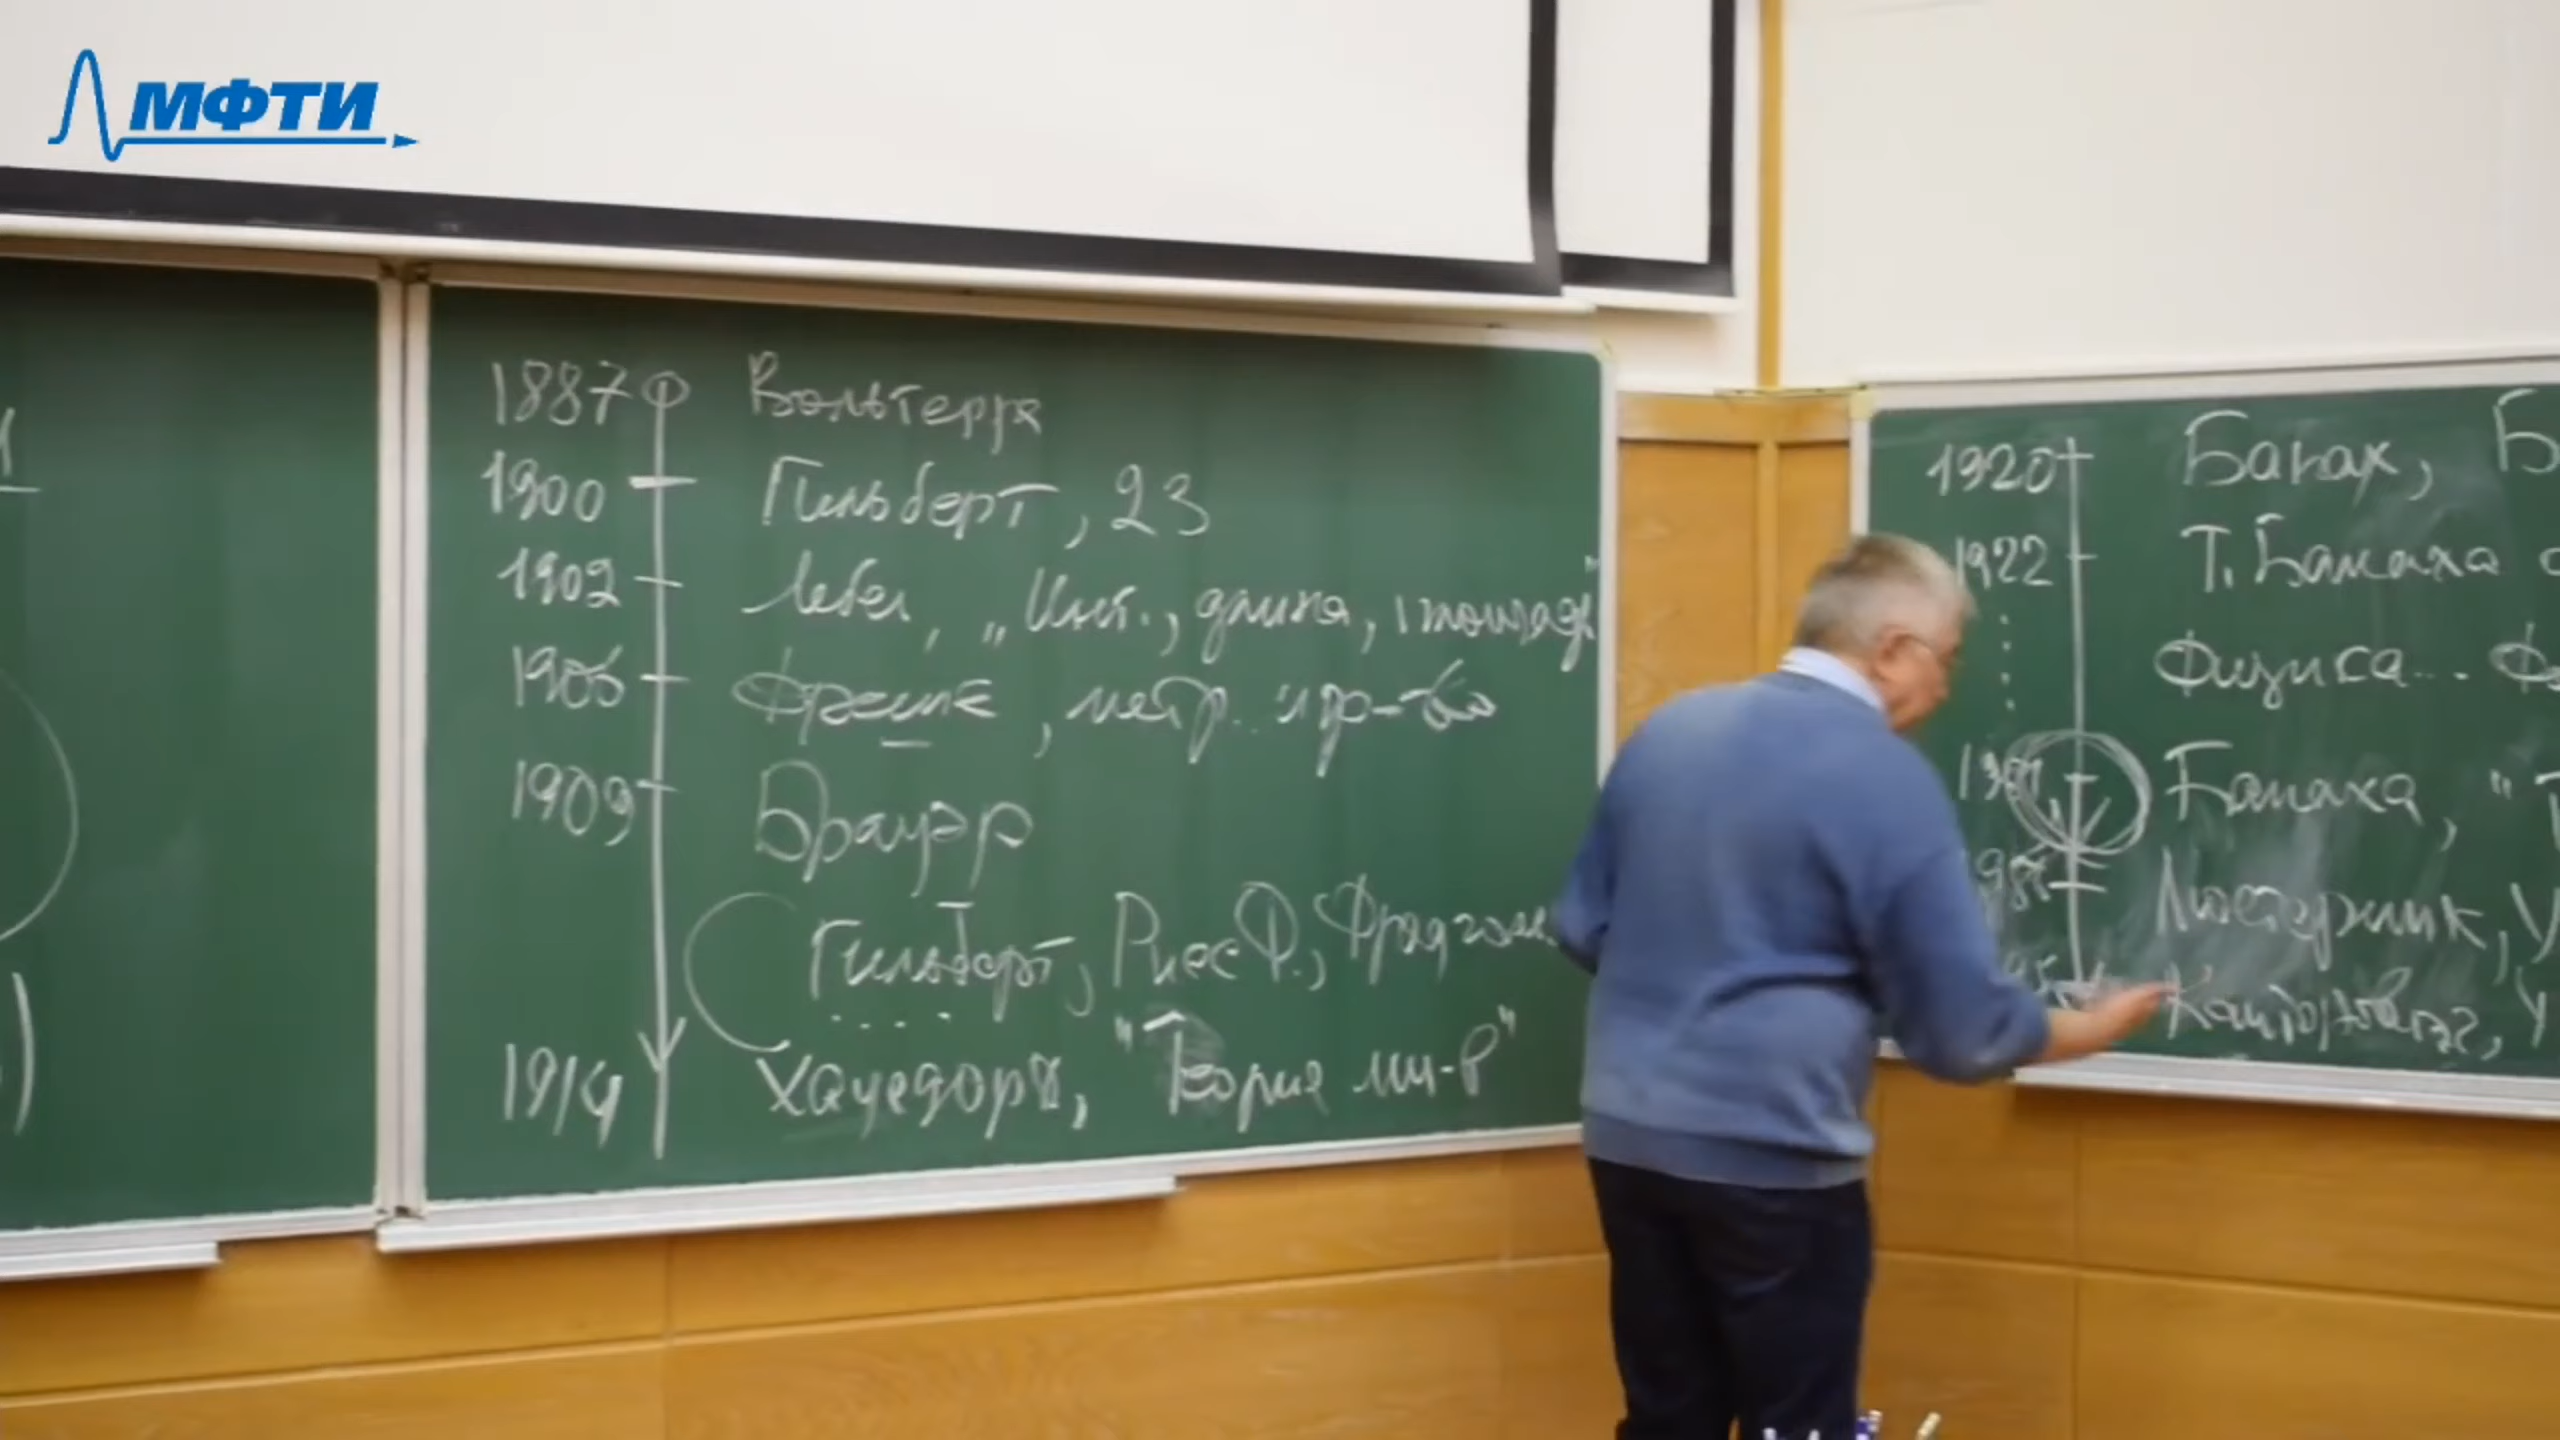 МФТИ
1887 Вольтерра
1900 Гильберт, 23
1902 Лебег, „Инт., длина, площадь"
1906 Фреше, метр. пр-во
1909 Брауэр
Гильберт, Рисс Ф., Фредгольм
1914 Хаусдорф, "Теория мн-в"
1920 Банах, Б
1922 Т. Банаха
Физика...
Банаха, "
Люстерник, У
Канторович, У